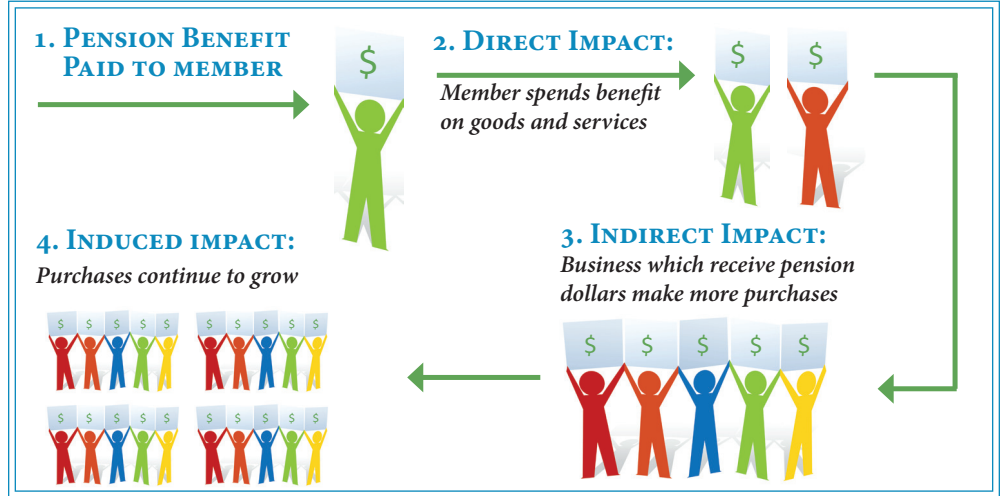 1. Pension Benefit
Paid to member
$
2. Direct Impact:
Member spends benefit
on goods and services
$ $
3. Indirect Impact:
Business which receive pension
dollars make more purchases
$ $ $ $ $
4. Induced impact:
Purchases continue to grow
$ $ $ $ $ $ $ $ $ $
$ $ $ $ $ $ $ $ $ $